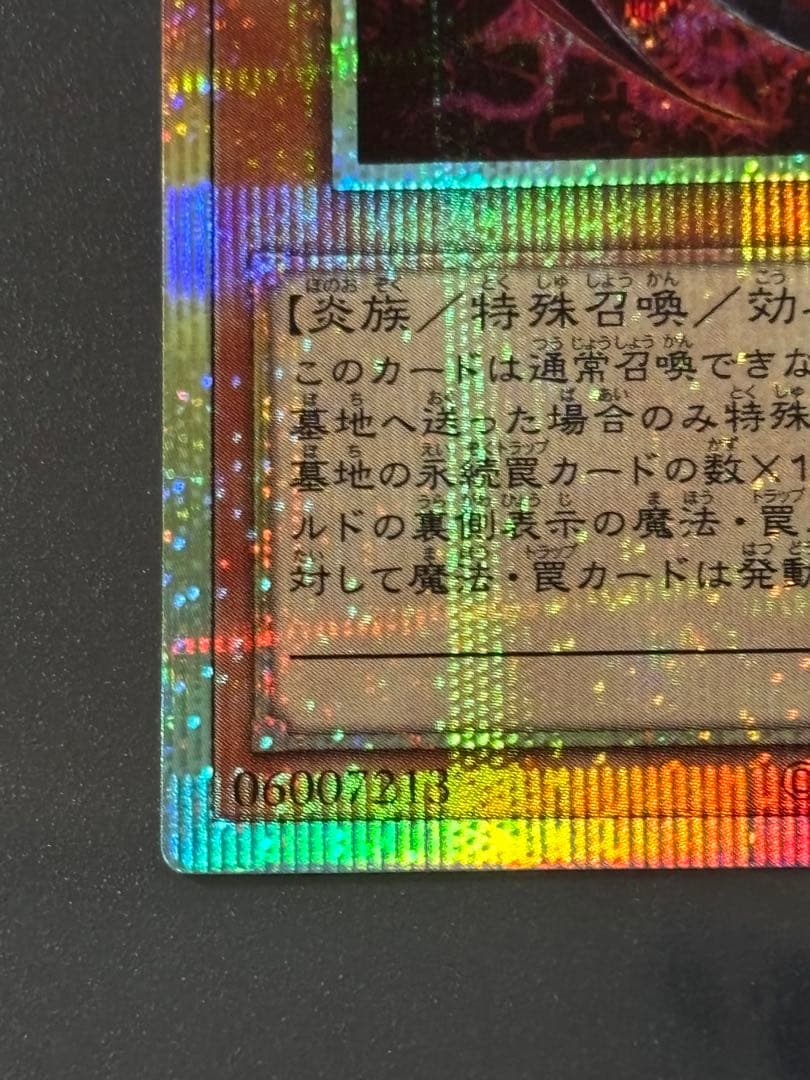 【炎族／特殊召喚／効
このカードは通常召喚できな
墓地へ送った場合のみ特殊
墓地の永続罠カードの数×1
ルドの裏側表示の魔法・罠
対して魔法・罠カードは発動
06007213
©